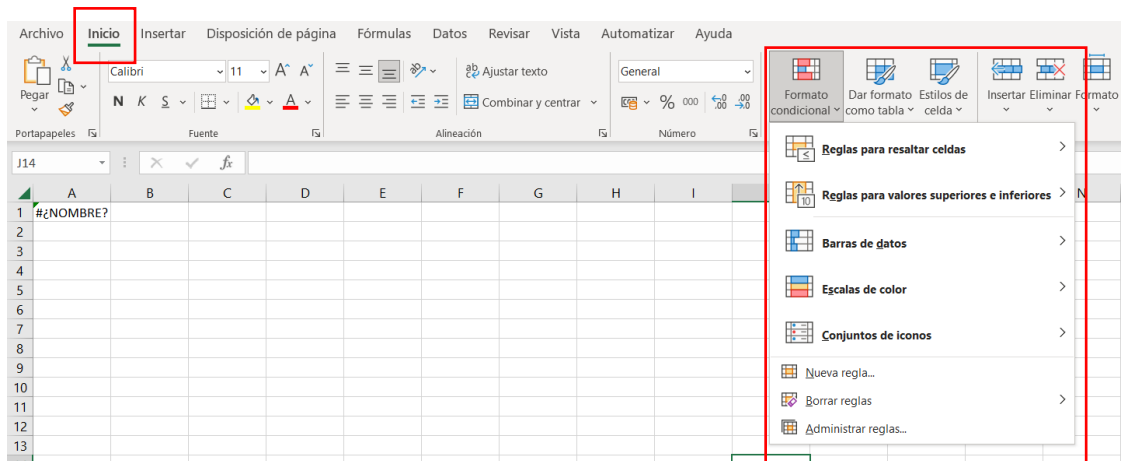 Archivo Inicio Insertar Disposición de página Fórmulas Datos Revisar Vista Automatizar Ayuda
Pegar
Calibri 11 A^ A˅
N K S A
ab Ajustar texto
Combinar y centrar
General
% 000 ,00 ,00
Formato condicional
Dar formato como tabla
Estilos de celda
Insertar Eliminar Formato
Portapapeles Fuente Alineación Número
J14 fx
A B C D E F G H I N
1 #¿NOMBRE?
2
3
4
5
6
7
8
9
10
11
12
13
Reglas para resaltar celdas
Reglas para valores superiores e inferiores
Barras de datos
Escalas de color
Conjuntos de iconos
Nueva regla...
Borrar reglas
Administrar reglas...